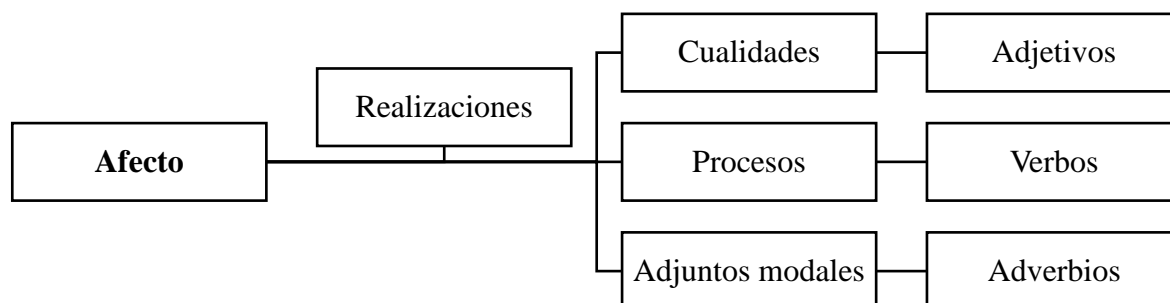 Afecto
Realizaciones
Cualidades
Adjetivos
Procesos
Verbos
Adjuntos modales
Adverbios